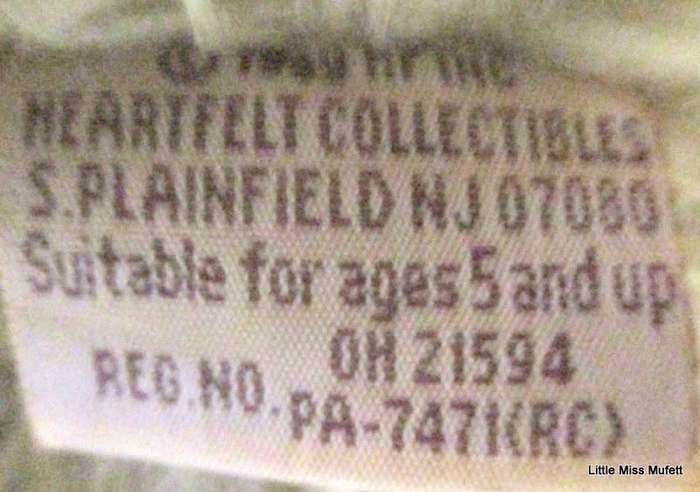 HEARTFELT COLLECTIBLES
S.PLAINFIELD NJ 07080
Suitable for ages 5 and up
OH 21594
REG.NO. PA-7471(RC)
Little Miss Mufett